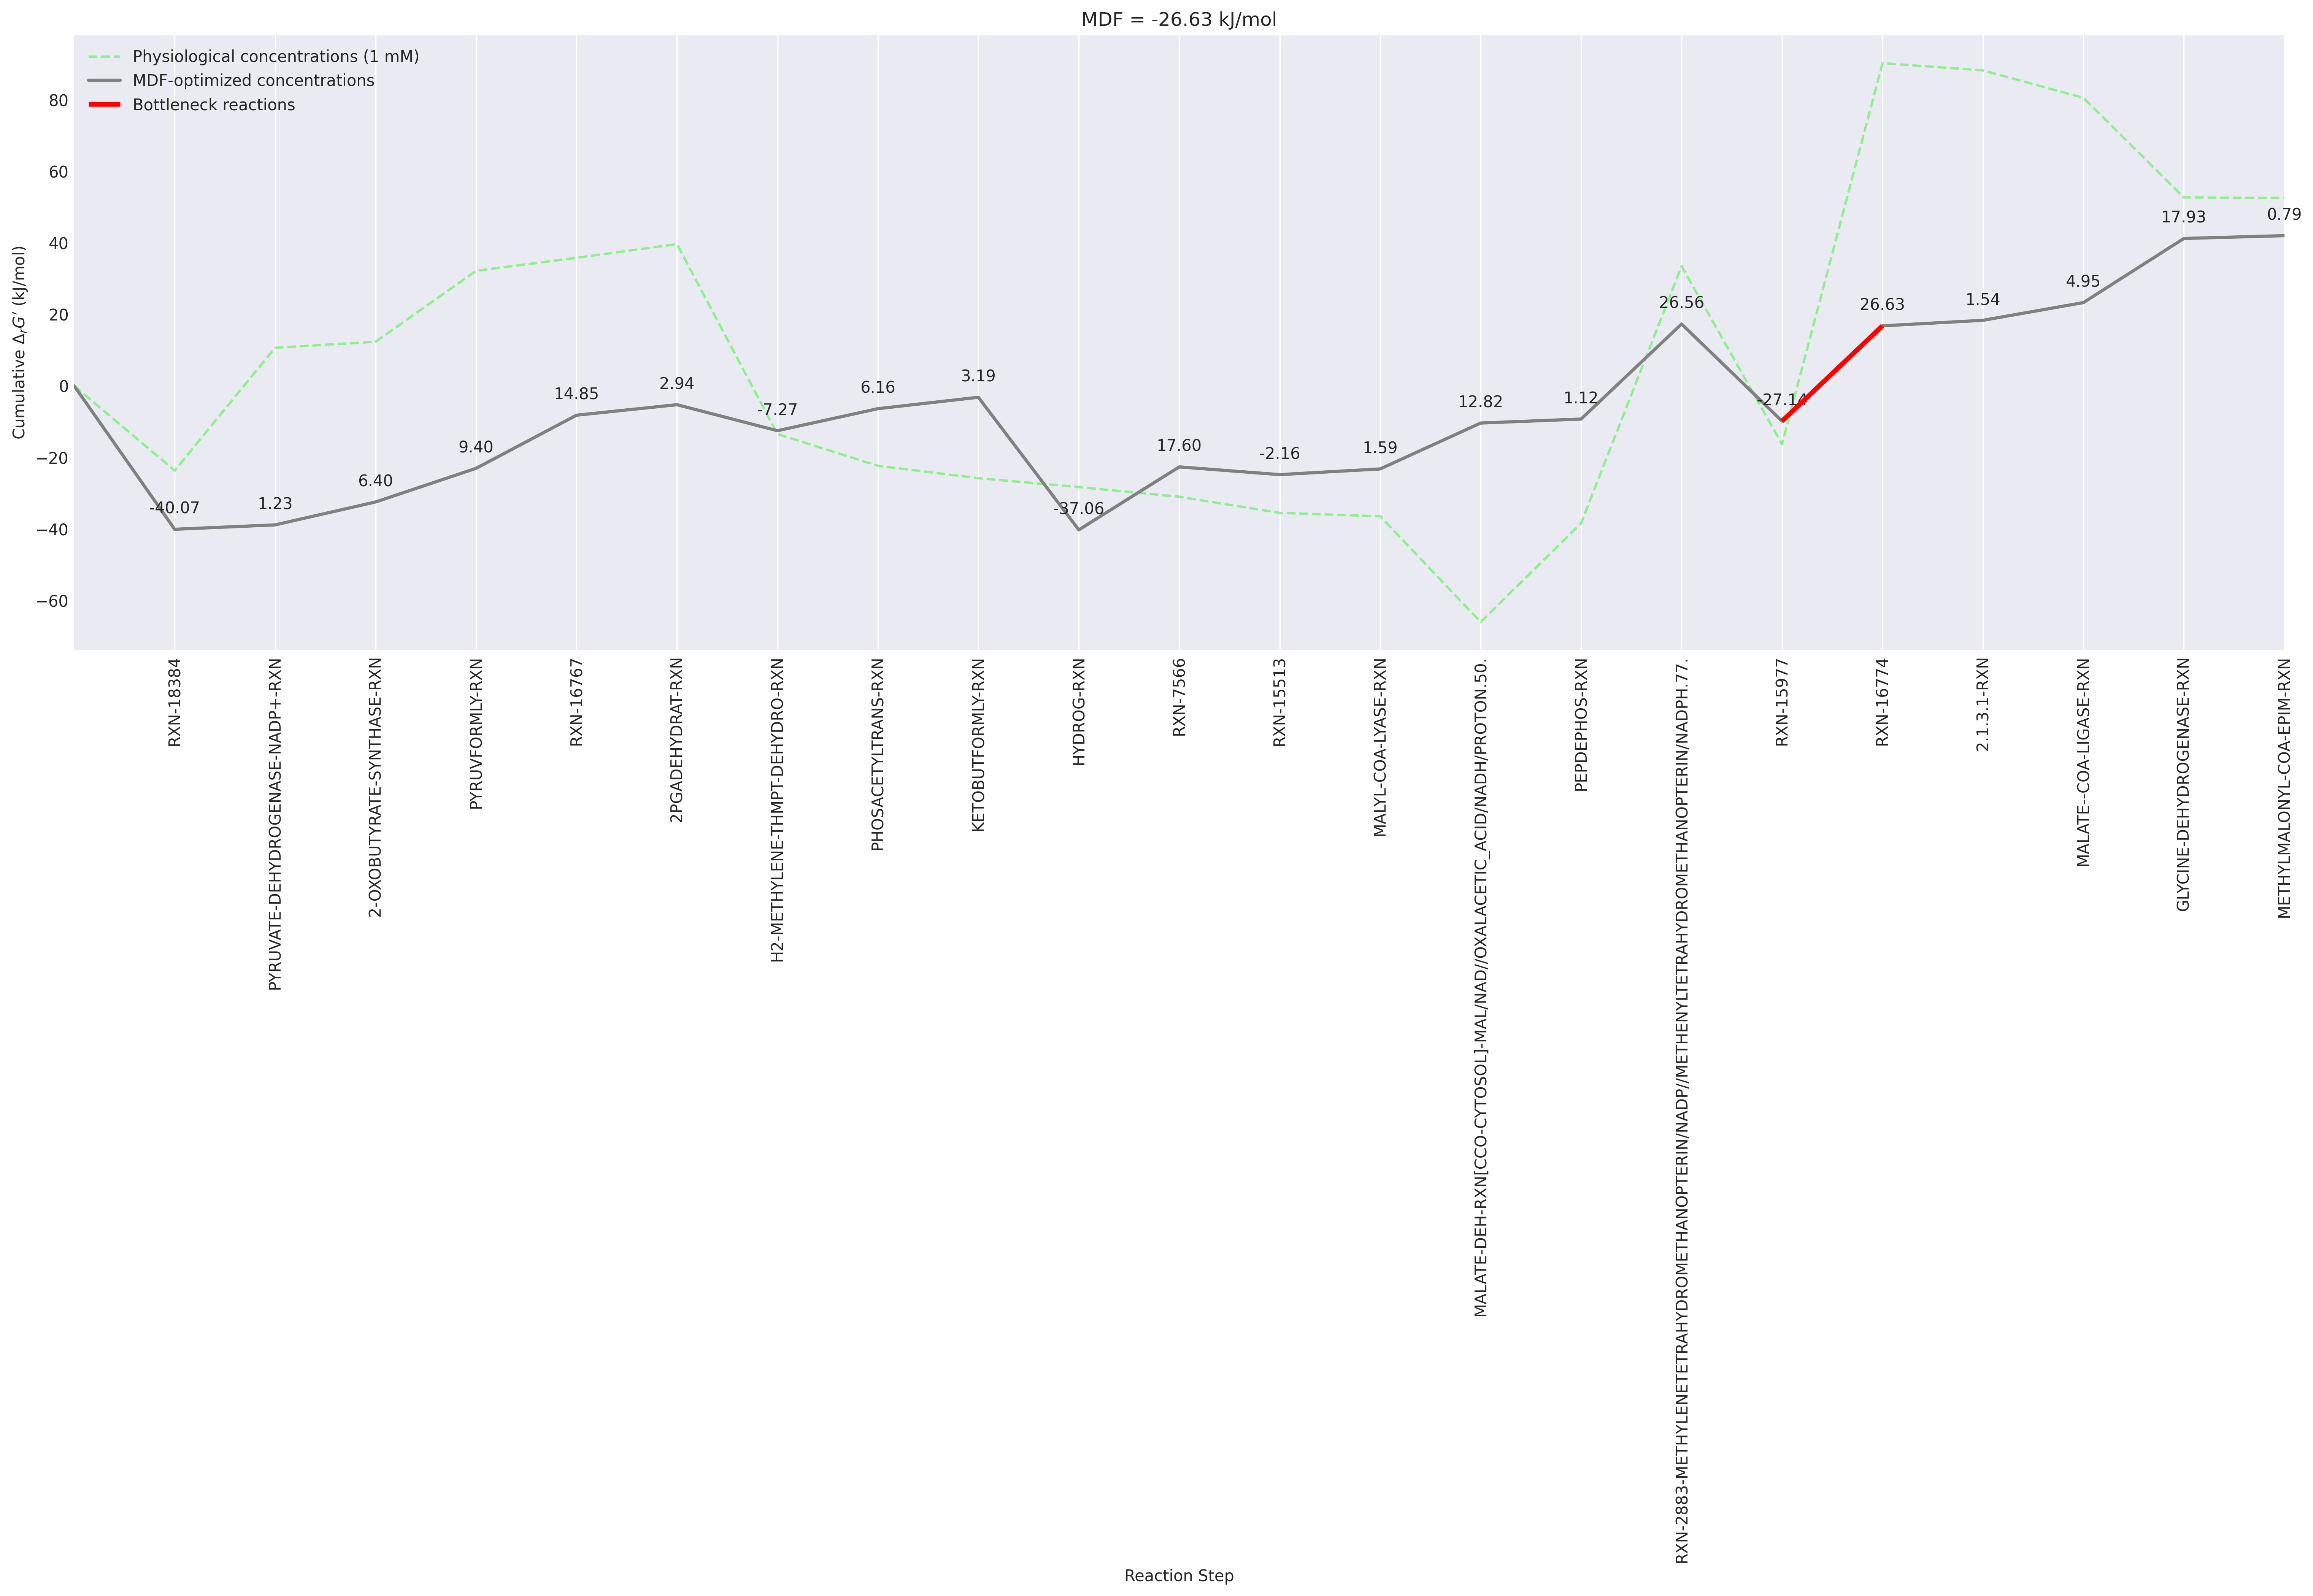 MDF = -26.63 kJ/mol
Physiological concentrations (1 mM)
MDF-optimized concentrations
Bottleneck reactions
Cumulative ΔrG′ (kJ/mol)
80
60
40
20
0
−20
−40
−60
-40.07
1.23
6.40
9.40
14.85
2.94
-7.27
6.16
3.19
-37.06
17.60
-2.16
1.59
12.82
1.12
26.56
-27.14
26.63
1.54
4.95
17.93
0.79
RXN-18384
PYRUVATE-DEHYDROGENASE-NADP+-RXN
2-OXOBUTYRATE-SYNTHASE-RXN
PYRUVFORMLY-RXN
RXN-16767
2PGADEHYDRAT-RXN
H2-METHYLENE-THMPT-DEHYDRO-RXN
PHOSACETYLTRANS-RXN
KETOBUTFORMLY-RXN
HYDROG-RXN
RXN-7566
RXN-15513
MALYL-COA-LYASE-RXN
MALATE-DEH-RXN[CCO-CYTOSOL]-MAL/NAD//OXALACETIC_ACID/NADH/PROTON.50.
PEPDEPHOS-RXN
RXN-2883-METHYLENETETRAHYDROMETHANOPTERIN/NADP//METHENYLTETRAHYDROMETHANOPTERIN/NADPH.77.
RXN-15977
RXN-16774
2.1.3.1-RXN
MALATE--COA-LIGASE-RXN
GLYCINE-DEHYDROGENASE-RXN
METHYLMALONYL-COA-EPIM-RXN
Reaction Step